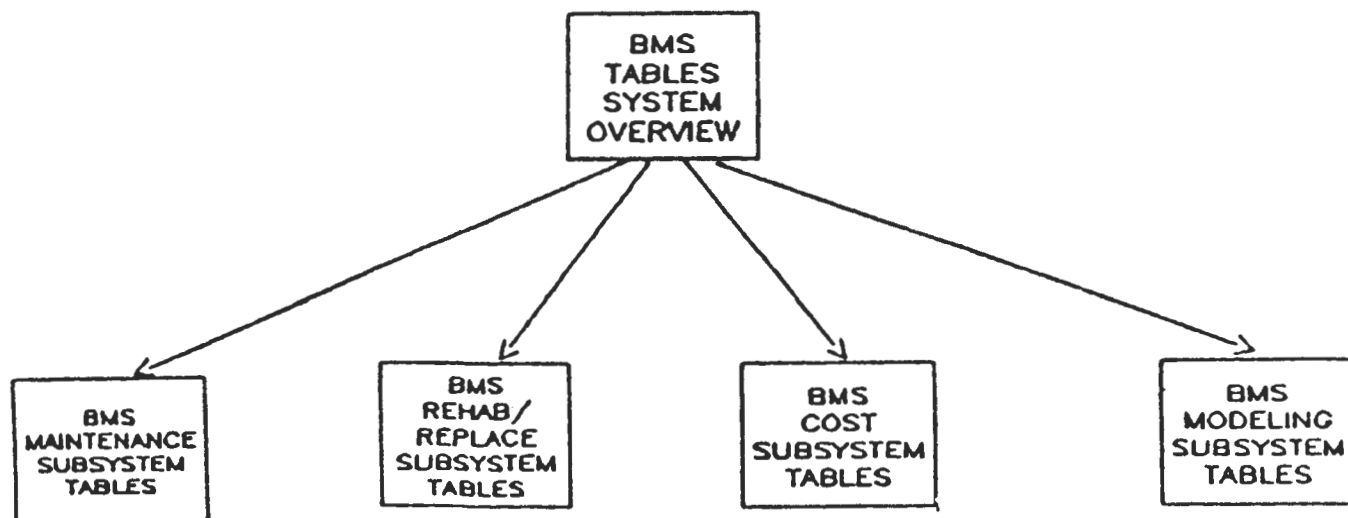 BMS
TABLES
SYSTEM
OVERVIEW
BMS
MAINTENANCE
SUBSYSTEM
TABLES
BMS
REHAB/
REPLACE
SUBSYSTEM
TABLES
BMS
COST
SUBSYSTEM
TABLES
BMS
MODELING
SUBSYSTEM
TABLES